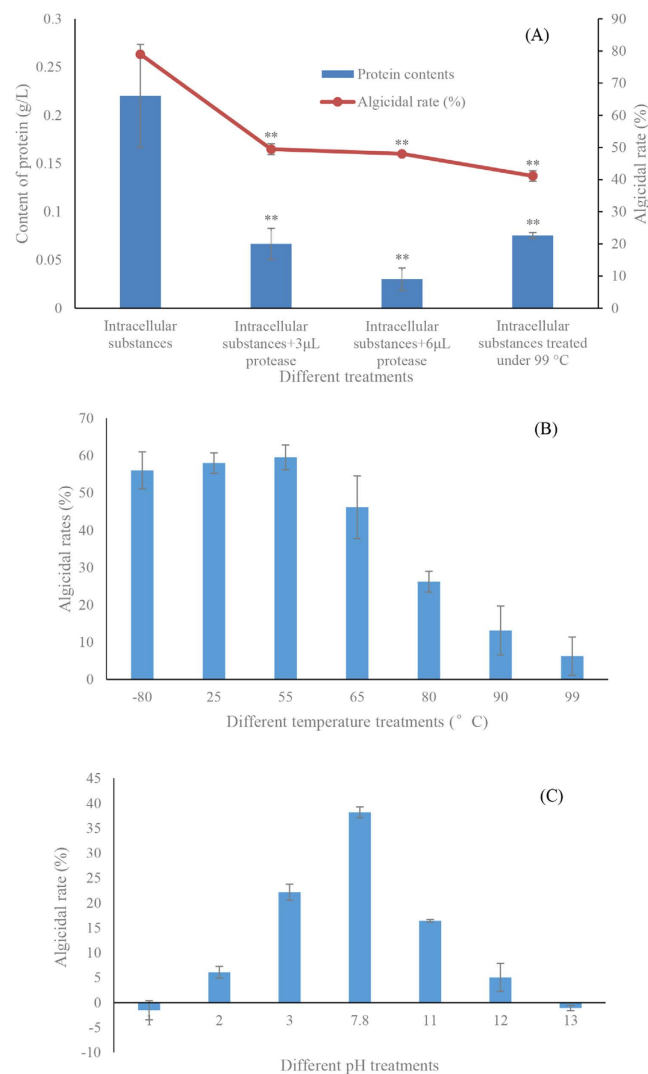 (A)
Content of protein (g/L)
0.3
0.25
0.2
0.15
0.1
0.05
0
Protein contents
Algicidal rate (%)
**
**
**
**
**
**
90
80
70
60
50
40
30
20
10
0
Algicidal rate (%)
Intracellular
substances
Intracellular
substances+3μL
protease
Intracellular
substances+6μL
protease
Intracellular
substances treated
under 99 °C
Different treatments
(B)
Algicidal rates (%)
70
60
50
40
30
20
10
0
-80 25 55 65 80 90 99
Different temperature treatments (° C)
(C)
Algicidal rate (%)
45
40
35
30
25
20
15
10
5
0
-5
-10
1 2 3 7.8 11 12 13
Different pH treatments